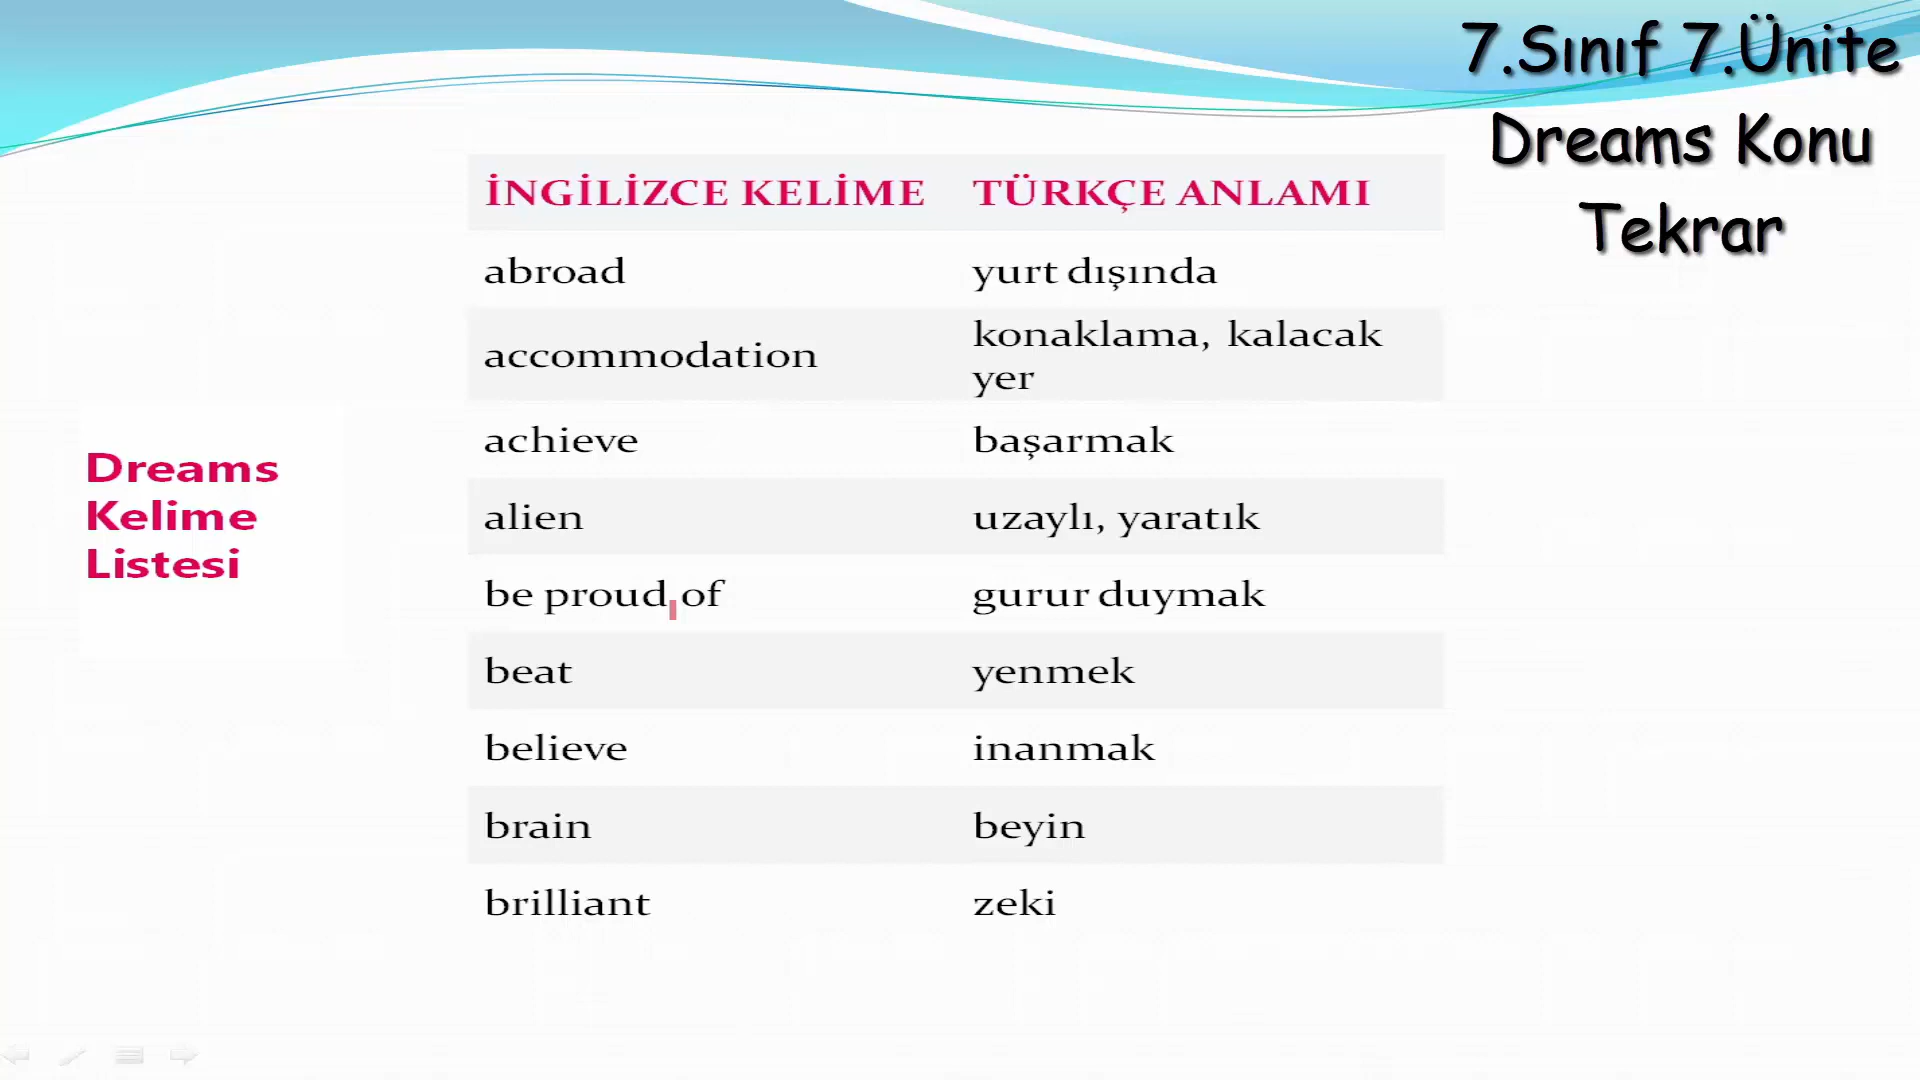 7.Sınıf 7.Ünite
Dreams Konu
Tekrar
Dreams
Kelime
Listesi
İNGİLİZCE KELİME TÜRKÇE ANLAMI
abroad yurt dışında
accommodation konaklama, kalacak
yer
achieve başarmak
alien uzaylı, yaratık
be proud of gurur duymak
beat yenmek
believe inanmak
brain beyin
brilliant zeki